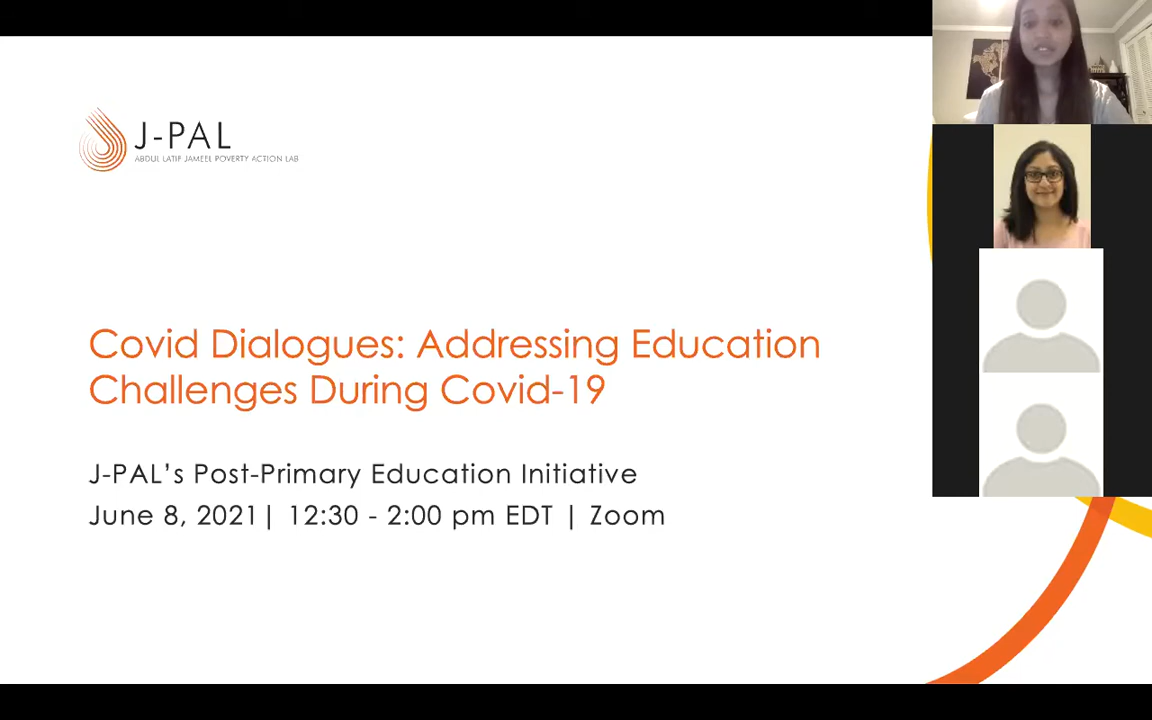 J-PAL
ABDUL LATIF JAMEEL POVERTY ACTION LAB
Covid Dialogues: Addressing Education
Challenges During Covid-19
J-PAL’s Post-Primary Education Initiative
June 8, 2021| 12:30 - 2:00 pm EDT | Zoom